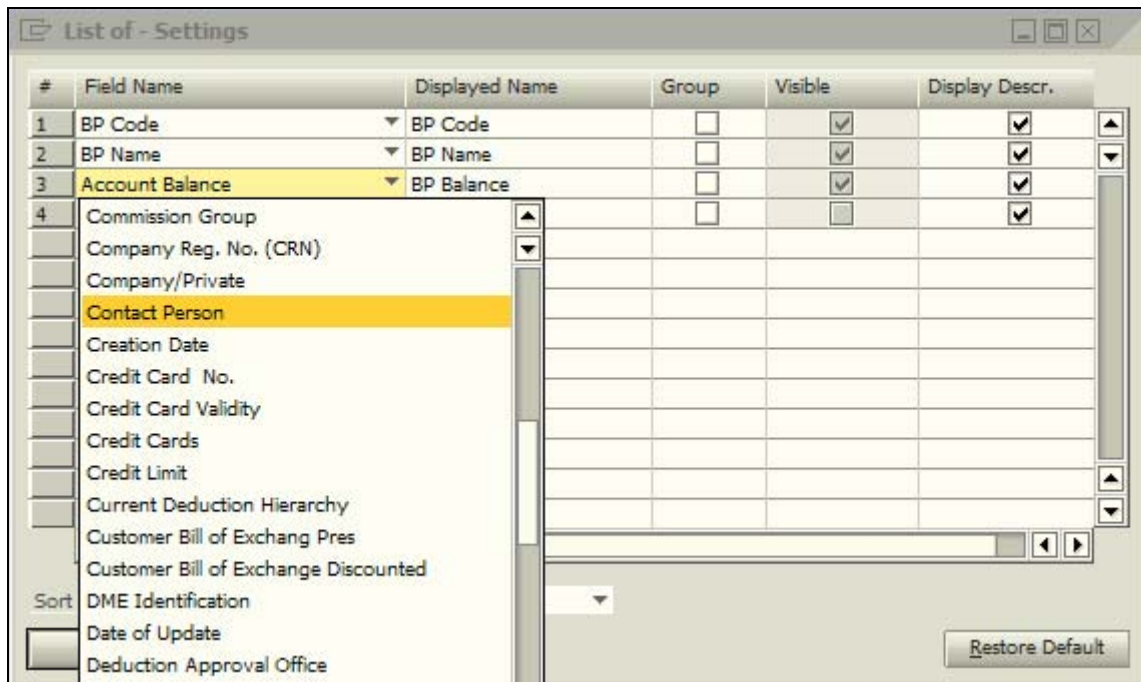 List of - Settings
# Field Name Displayed Name Group Visible Display Descr.
1 BP Code BP Code
2 BP Name BP Name
3 Account Balance BP Balance
4
Commission Group
Company Reg. No. (CRN)
Company/Private
Contact Person
Creation Date
Credit Card  No.
Credit Card Validity
Credit Cards
Credit Limit
Current Deduction Hierarchy
Customer Bill of Exchang Pres
Customer Bill of Exchange Discounted
Sort DME Identification
Date of Update
Deduction Approval Office
Restore Default